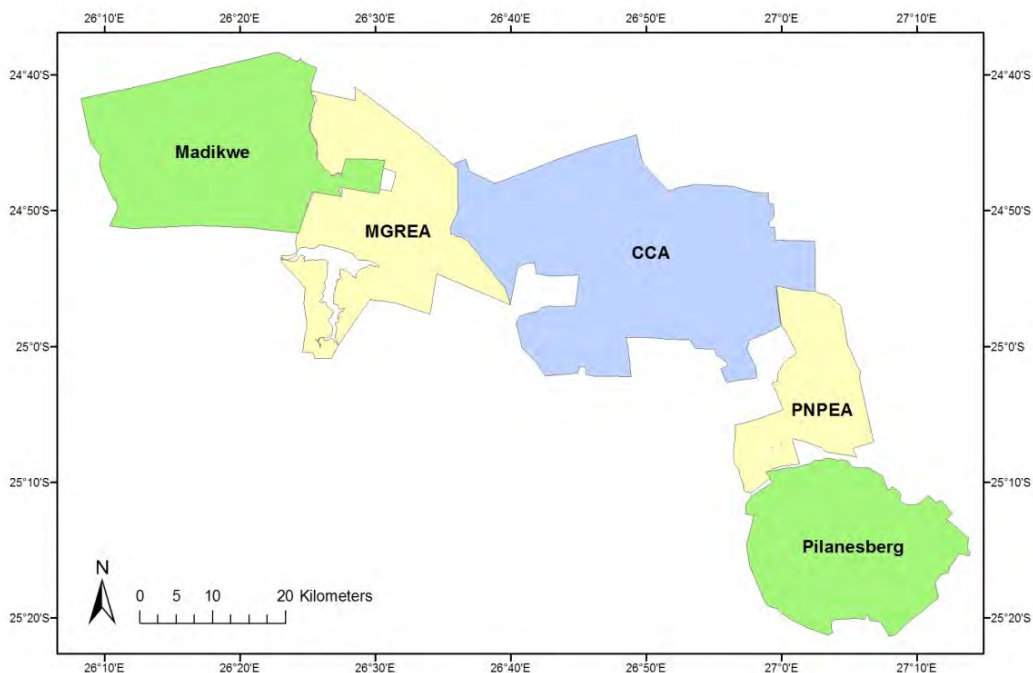 26°10'E 26°20'E 26°30'E 26°40'E 26°50'E 27°0'E 27°10'E
24°40'S 24°40'S
Madikwe
24°50'S 24°50'S
MGREA
CCA
25°0'S 25°0'S
PNPEA
25°10'S 25°10'S
Pilanesberg
N
0 5 10 20 Kilometers
25°20'S 25°20'S
26°10'E 26°20'E 26°30'E 26°40'E 26°50'E 27°0'E 27°10'E